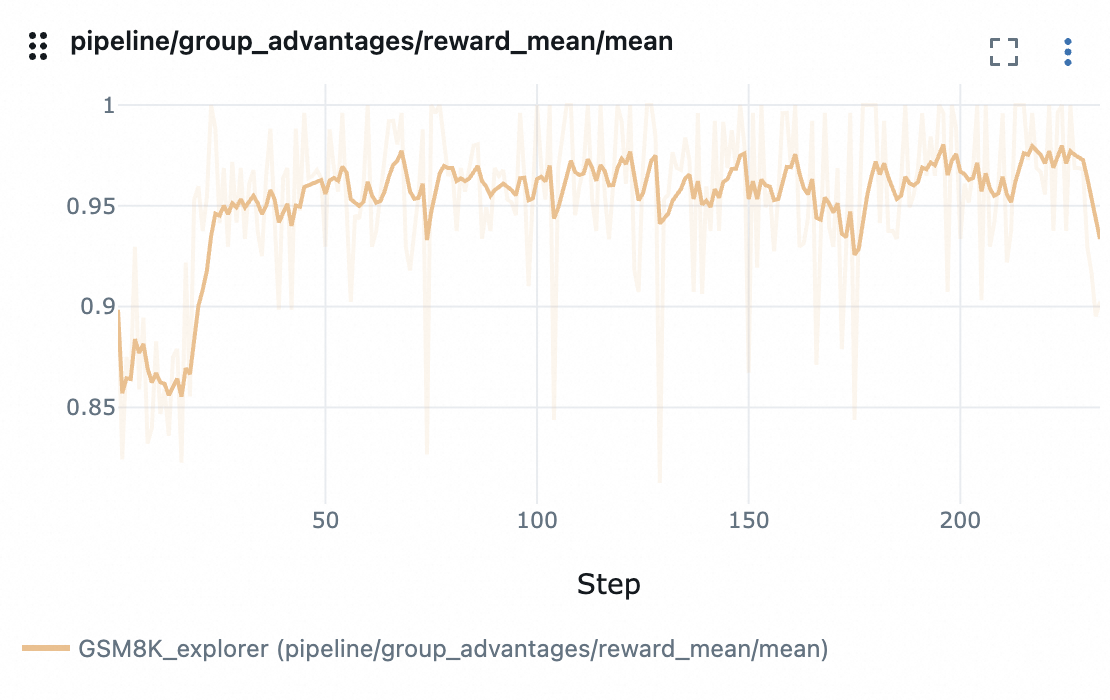 pipeline/group_advantages/reward_mean/mean
1
0.95
0.9
0.85
50 100 150 200
Step
GSM8K_explorer (pipeline/group_advantages/reward_mean/mean)